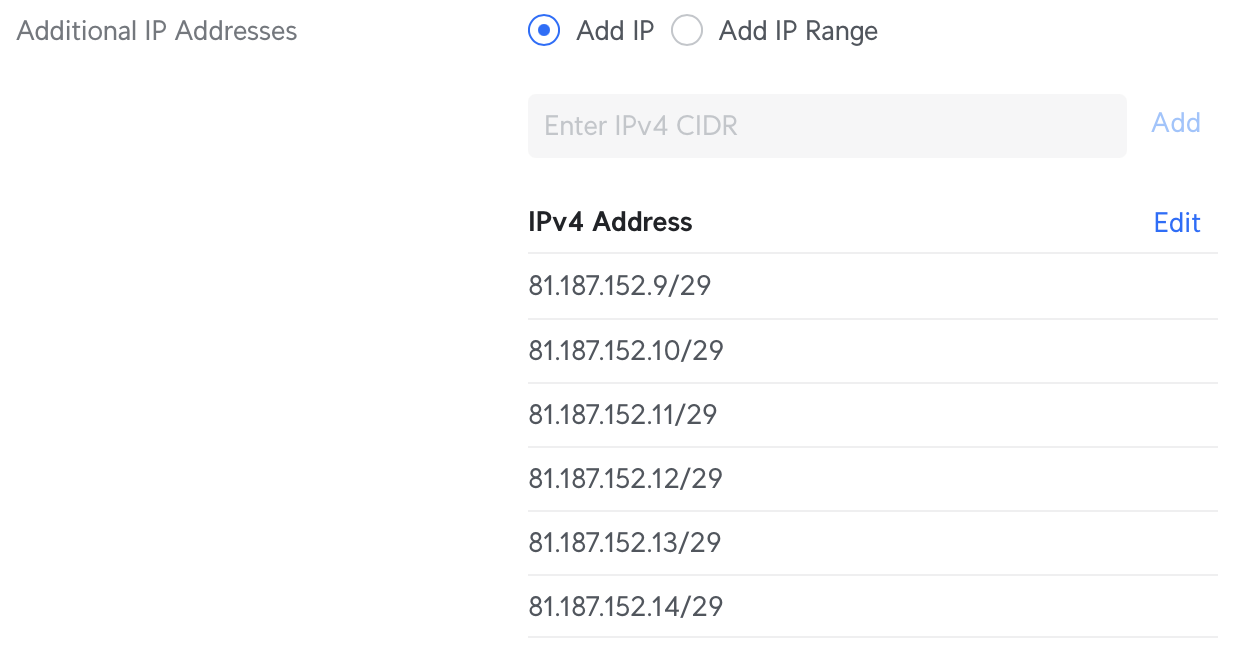 Additional IP Addresses
Add IP Add IP Range
Enter IPv4 CIDR Add
IPv4 Address Edit
81.187.152.9/29
81.187.152.10/29
81.187.152.11/29
81.187.152.12/29
81.187.152.13/29
81.187.152.14/29